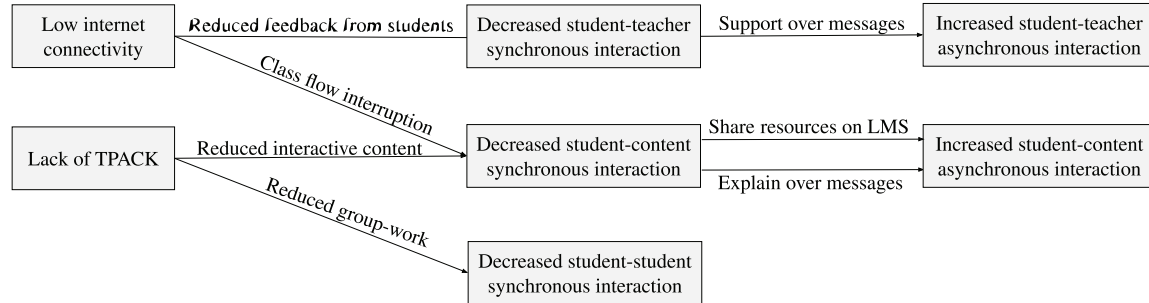 Low internet
connectivity
Reduced feedback from students
Decreased student-teacher
synchronous interaction
Support over messages
Increased student-teacher
asynchronous interaction
Class flow interruption
Lack of TPACK
Reduced interactive content
Decreased student-content
synchronous interaction
Share resources on LMS
Explain over messages
Increased student-content
asynchronous interaction
Reduced group-work
Decreased student-student
synchronous interaction